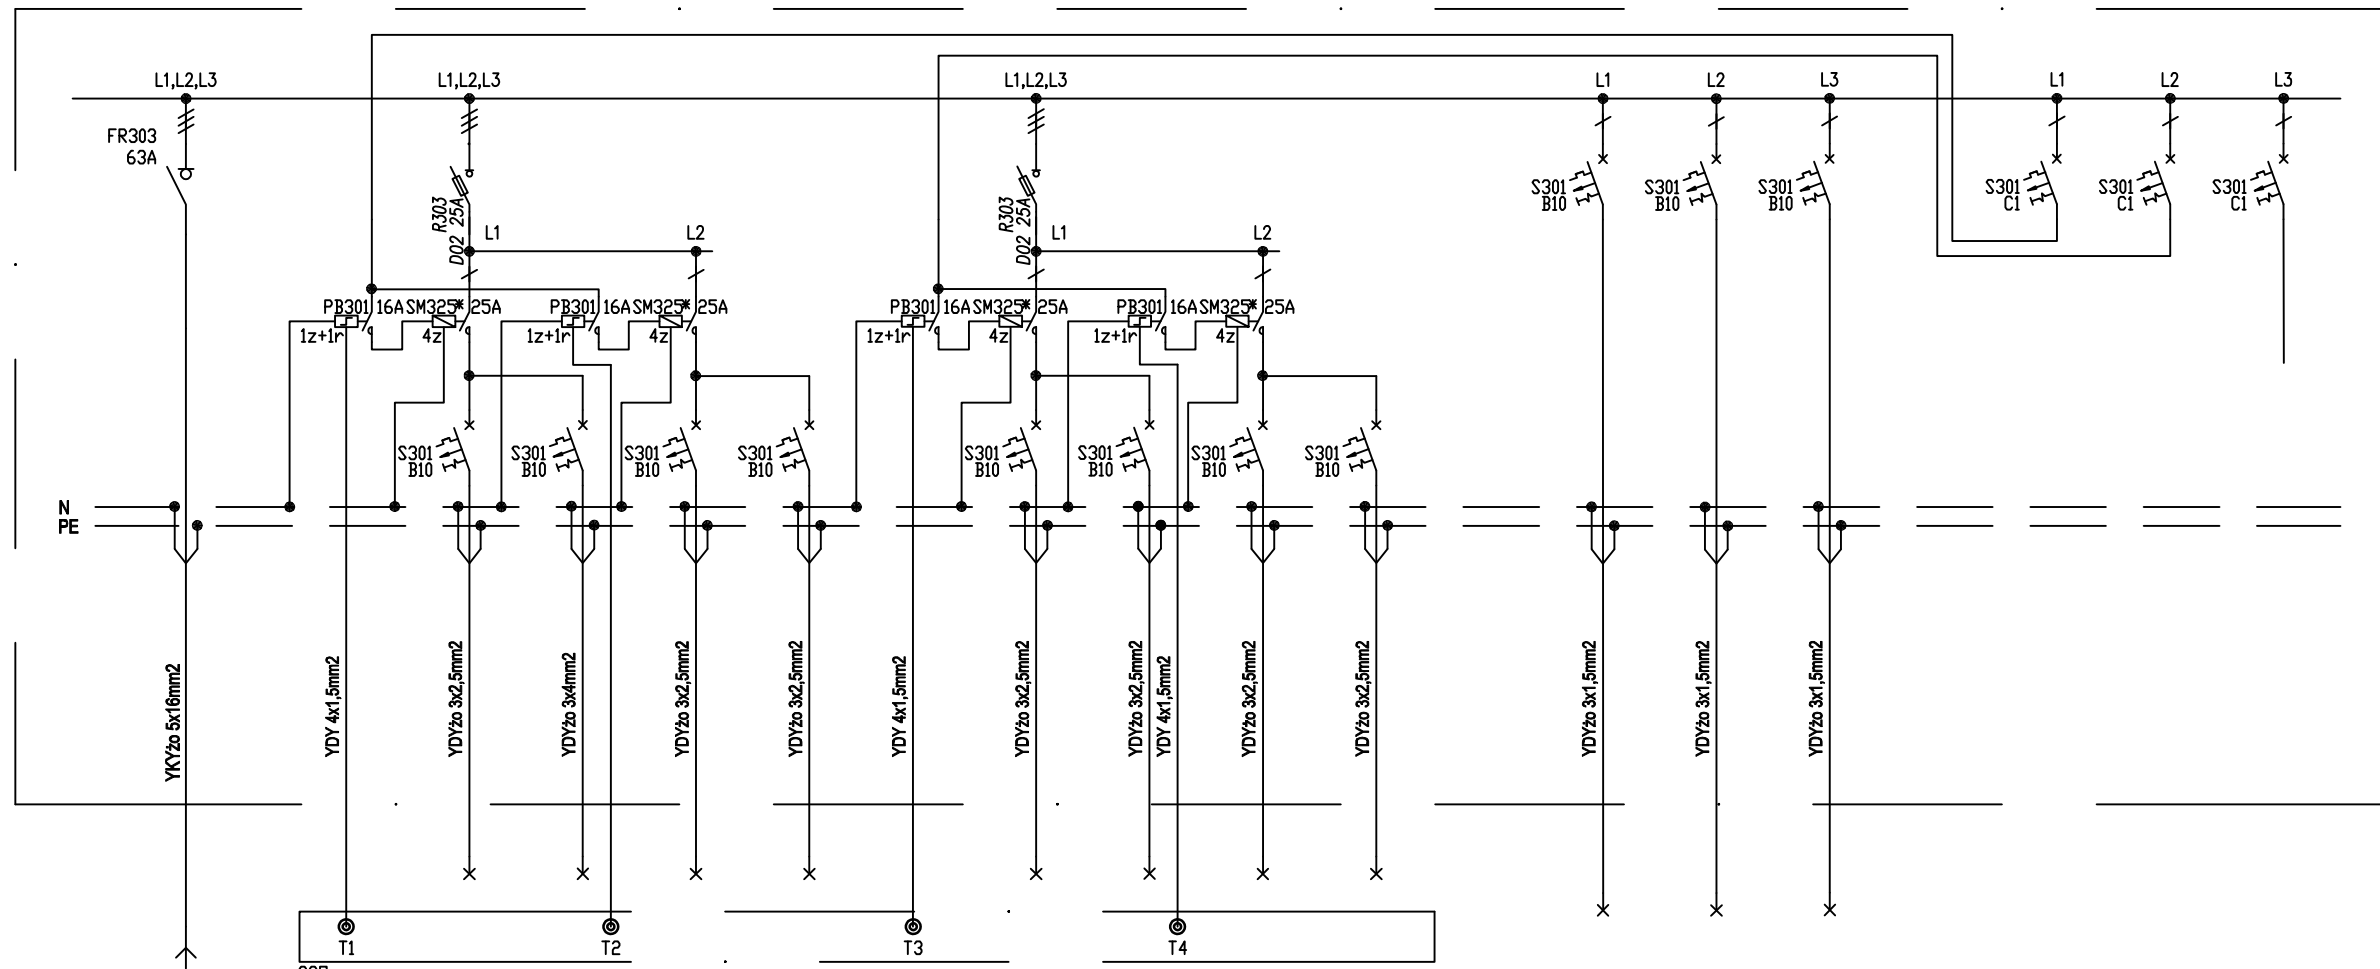 L1,L2,L3
L1,L2,L3
L1,L2,L3
L1
L2
L3
L1
L2
L3
FR303
63A
R303
D02 25A
R303
D02 25A
S301
B10
S301
B10
S301
B10
S301
C1
S301
C1
S301
C1
L1
L2
L1
L2
PB301 16A
1z+1r
SM325* 25A
4z
PB301 16A
1z+1r
SM325* 25A
4z
PB301 16A
1z+1r
SM325* 25A
4z
PB301 16A
1z+1r
SM325* 25A
4z
S301
B10
S301
B10
S301
B10
S301
B10
S301
B10
S301
B10
S301
B10
S301
B10
N
PE
YKYżo 5x16mm2
YDY 4x1,5mm2
YDYżo 3x2,5mm2
YDYżo 3x4mm2
YDYżo 3x2,5mm2
YDYżo 3x2,5mm2
YDY 4x1,5mm2
YDYżo 3x2,5mm2
YDYżo 3x2,5mm2
YDY 4x1,5mm2
YDYżo 3x2,5mm2
YDYżo 3x2,5mm2
YDYżo 3x1,5mm2
YDYżo 3x1,5mm2
YDYżo 3x1,5mm2
T1
T2
T3
T4